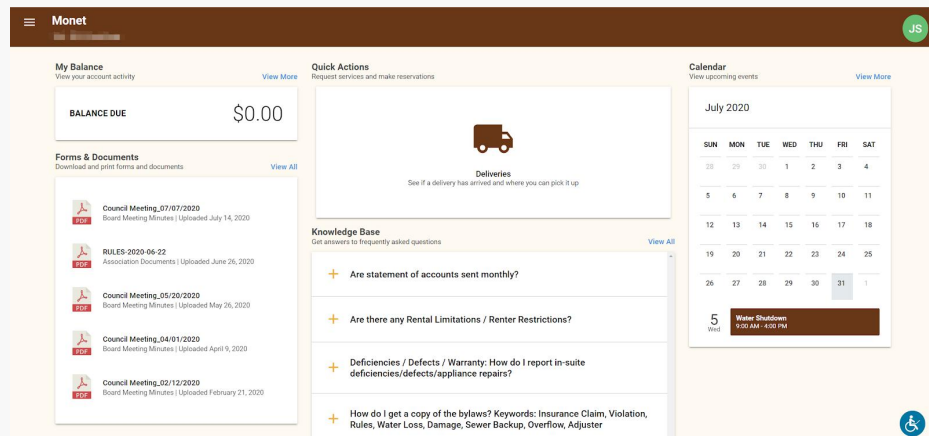 Monet
JS
My Balance
View your account activity
View More
BALANCE DUE
$0.00
Forms & Documents
Download and print forms and documents
View All
PDF
Council Meeting_07/07/2020
Board Meeting Minutes | Uploaded July 14, 2020
PDF
RULES-2020-06-22
Association Documents | Uploaded June 26, 2020
PDF
Council Meeting_05/20/2020
Board Meeting Minutes | Uploaded May 26, 2020
PDF
Council Meeting_04/01/2020
Board Meeting Minutes | Uploaded April 9, 2020
PDF
Council Meeting_02/12/2020
Board Meeting Minutes | Uploaded February 21, 2020
Quick Actions
Request services and make reservations
Deliveries
See if a delivery has arrived and where you can pick it up
Knowledge Base
Get answers to frequently asked questions
View All
Are statement of accounts sent monthly?
Are there any Rental Limitations / Renter Restrictions?
Deficiencies / Defects / Warranty: How do I report in-suite
deficiencies/defects/appliance repairs?
How do I get a copy of the bylaws? Keywords: Insurance Claim, Violation,
Rules, Water Loss, Damage, Sewer Backup, Overflow, Adjuster
Calendar
View upcoming events
View More
July 2020
SUN MON TUE WED THU FRI SAT
28 29 30 1 2 3 4
5 6 7 8 9 10 11
12 13 14 15 16 17 18
19 20 21 22 23 24 25
26 27 28 29 30 31 1
5
Wed
Water Shutdown
9:00 AM - 4:00 PM